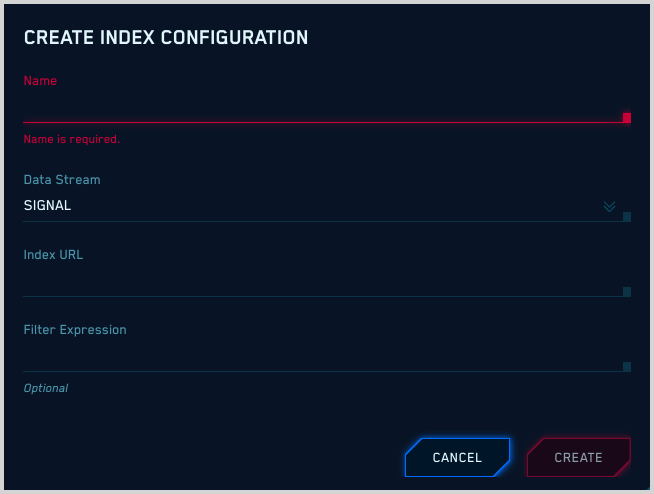 CREATE INDEX CONFIGURATION
Name
Name is required.
Data Stream
SIGNAL
Index URL
Filter Expression
Optional
CANCEL
CREATE